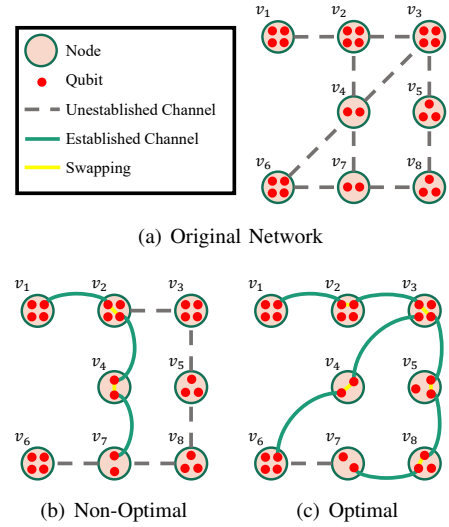 Node
Qubit
Unestablished Channel
Established Channel
Swapping
v1 v2 v3
v4 v5
v6 v7 v8
(a) Original Network
v1 v2 v3
v4 v5
v6 v7 v8
(b) Non-Optimal
v1 v2 v3
v4 v5
v6 v7 v8
(c) Optimal